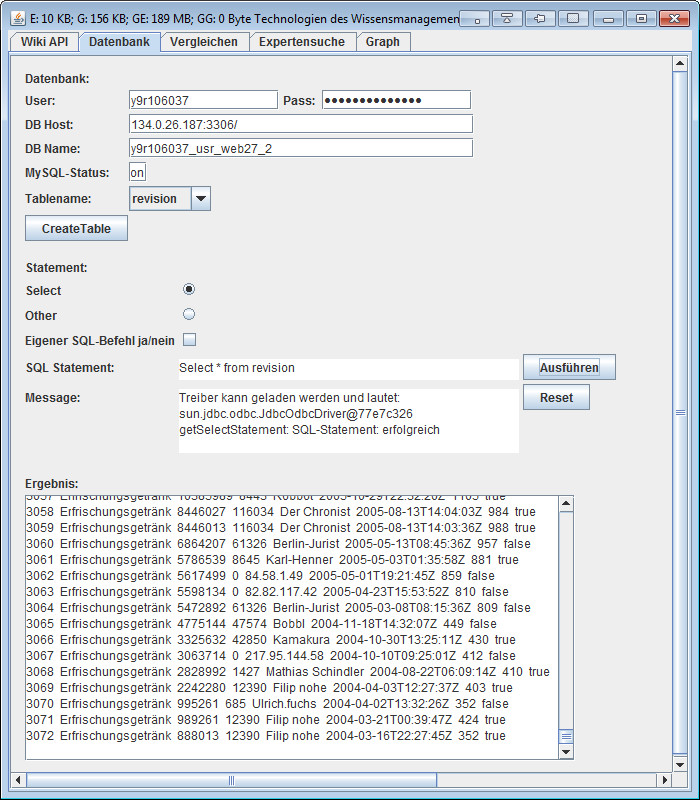 E: 10 KB; G: 156 KB; GE: 189 MB; GG: 0 Byte Technologien des Wissensmanagemen
Wiki API Datenbank Vergleichen Expertensuche Graph
Datenbank:
User: y9r106037 Pass: ••••••••••••••
DB Host: 134.0.26.187:3306/
DB Name: y9r106037_usr_web27_2
MySQL-Status: on
Tablename: revision
CreateTable
Statement:
Select
Other
Eigener SQL-Befehl ja/nein
SQL Statement: Select * from revision Ausführen
Message: Treiber kann geladen werden und lautet: Reset
sun.jdbc.odbc.JdbcOdbcDriver@77e7c326
getSelectStatement: SQL-Statement: erfolgreich
Ergebnis:
3057 Erfrischungsgetränk 10585989 8443 2005-10-29T22:52:20Z 1105 true
3058 Erfrischungsgetränk 8446027 116034 Der Chronist 2005-08-13T14:04:03Z 984 true
3059 Erfrischungsgetränk 8446013 116034 Der Chronist 2005-08-13T14:03:36Z 988 true
3060 Erfrischungsgetränk 6864207 61326 Berlin-Jurist 2005-05-13T08:45:36Z 957 false
3061 Erfrischungsgetränk 5786539 8645 Karl-Henner 2005-05-03T01:35:58Z 881 true
3062 Erfrischungsgetränk 5617499 0 84.58.1.49 2005-05-01T19:21:45Z 859 false
3063 Erfrischungsgetränk 5598134 0 82.82.117.42 2005-04-23T15:53:52Z 810 false
3064 Erfrischungsgetränk 5472892 61326 Berlin-Jurist 2005-03-08T08:15:36Z 809 false
3065 Erfrischungsgetränk 4775144 47574 Bobbl 2004-11-18T14:32:07Z 449 false
3066 Erfrischungsgetränk 3325632 42850 Kamakura 2004-10-30T13:25:11Z 430 true
3067 Erfrischungsgetränk 3063714 0 217.95.144.58 2004-10-10T09:25:01Z 412 false
3068 Erfrischungsgetränk 2828992 1427 Mathias Schindler 2004-08-22T06:09:14Z 410 true
3069 Erfrischungsgetränk 2242280 12390 Filip nohe 2004-04-03T12:27:37Z 403 true
3070 Erfrischungsgetränk 995261 685 Ulrich.fuchs 2004-04-02T13:32:26Z 352 false
3071 Erfrischungsgetränk 989261 12390 Filip nohe 2004-03-21T00:39:47Z 424 true
3072 Erfrischungsgetränk 888013 12390 Filip nohe 2004-03-16T22:27:45Z 352 true